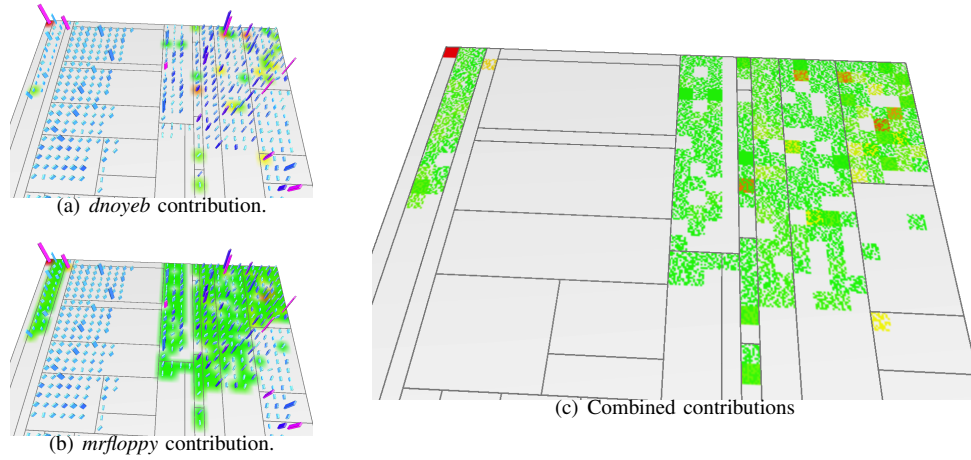 (a) dnoyeb contribution.
(b) mrfloppy contribution.
(c) Combined contributions